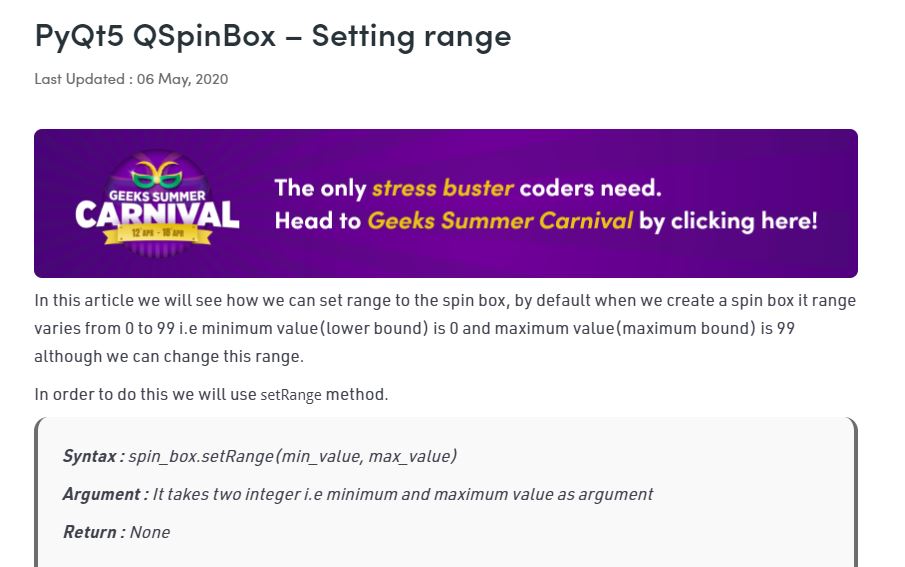 PyQt5 QSpinBox – Setting range
Last Updated : 06 May, 2020
GEEKS SUMMER
CARNIVAL
12 APR - 18 APR
The only stress buster coders need.
Head to Geeks Summer Carnival by clicking here!
In this article we will see how we can set range to the spin box, by default when we create a spin box it range
varies from 0 to 99 i.e minimum value(lower bound) is 0 and maximum value(maximum bound) is 99
although we can change this range.
In order to do this we will use setRange method.
Syntax : spin_box.setRange(min_value, max_value)
Argument : It takes two integer i.e minimum and maximum value as argument
Return : None